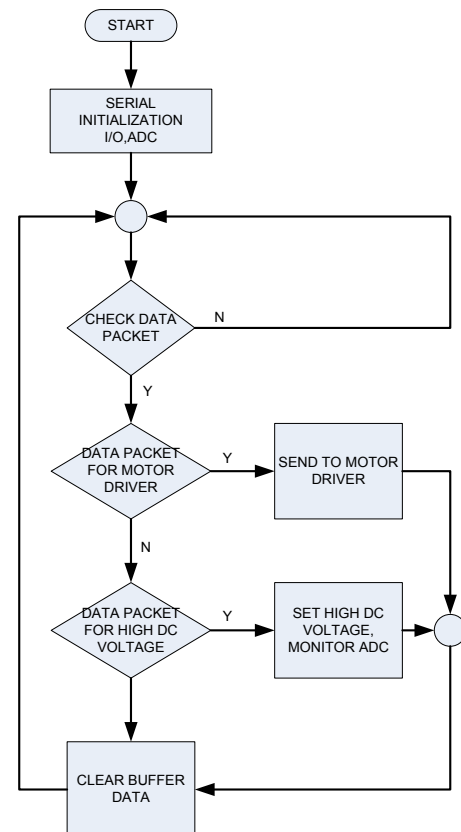 START
SERIAL
INITIALIZATION
I/O,ADC
CHECK DATA
PACKET
N
Y
DATA PACKET
FOR MOTOR
DRIVER
Y
SEND TO MOTOR
DRIVER
N
DATA PACKET
FOR HIGH DC
VOLTAGE
Y
SET HIGH DC
VOLTAGE,
MONITOR ADC
CLEAR BUFFER
DATA